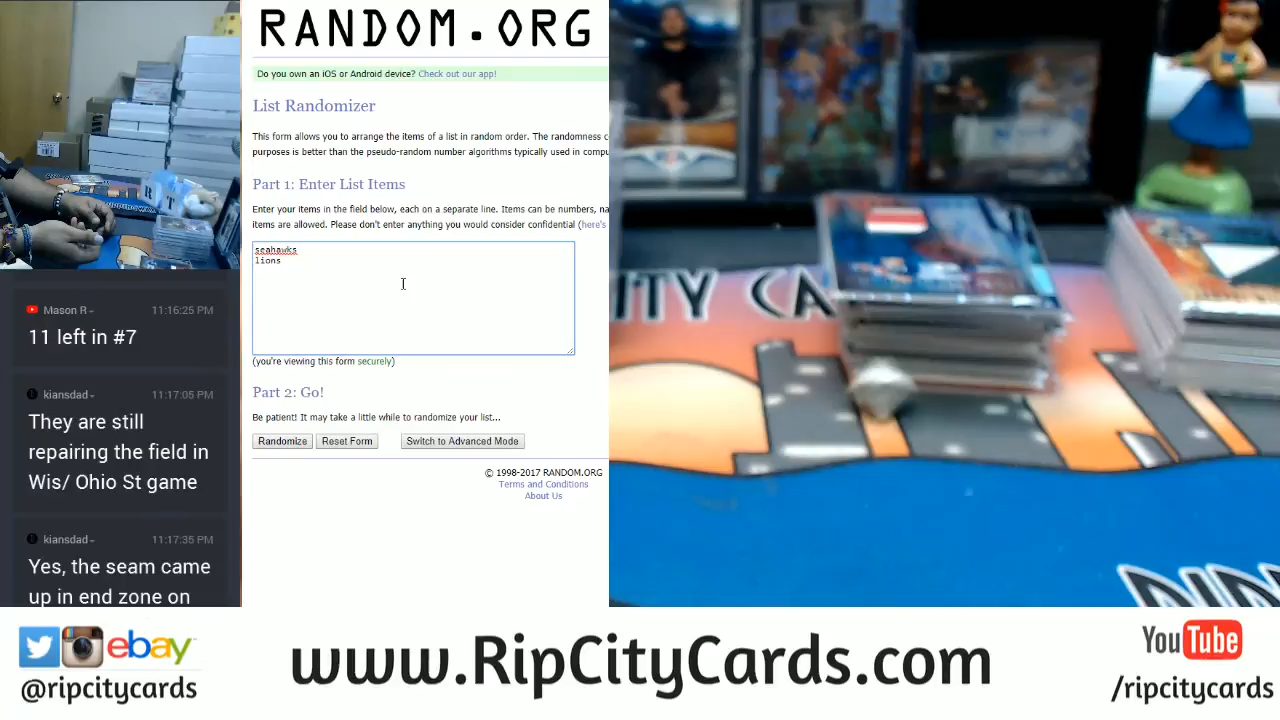 RANDOM.ORG
Do you own an iOS or Android device? Check out our app!
List Randomizer
This form allows you to arrange the items of a list in random order. The randomness c
purposes is better than the pseudo-random number algorithms typically used in compu
Part 1: Enter List Items
Enter your items in the field below, each on a separate line. Items can be numbers, na
items are allowed. Please don't enter anything you would consider confidential (here's
seahawks
lions
(you're viewing this form securely)
Part 2: Go!
Be patient! It may take a little while to randomize your list...
Randomize Reset Form Switch to Advanced Mode
© 1998-2017 RANDOM.ORG
Terms and Conditions
About Us
Mason R 11:16:25 PM
11 left in #7
kiansdad 11:17:05 PM
They are still
repairing the field in
Wis/ Ohio St game
kiansdad 11:17:35 PM
Yes, the seam came
up in end zone on
ITY CA
ebay
@ripcitycards
www.RipCityCards.com
YouTube
/ripcitycards